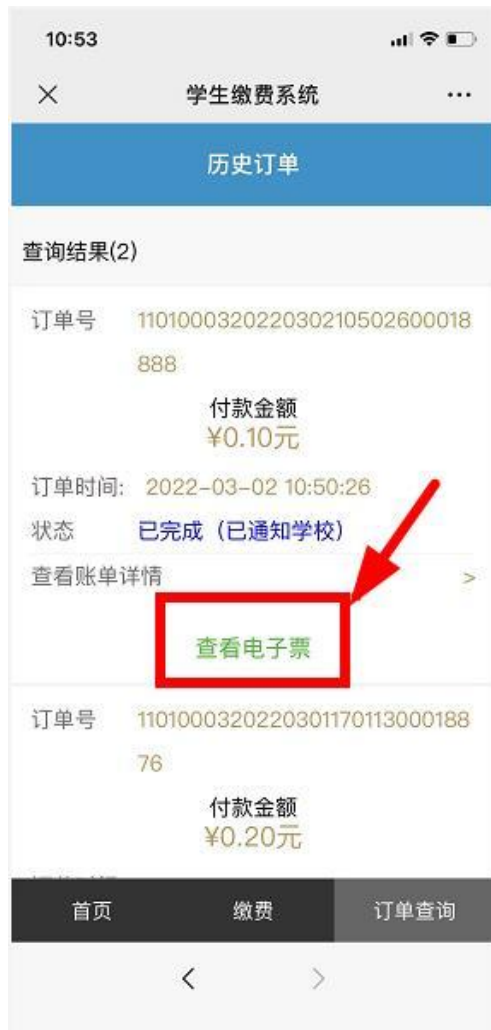 10:53
学生缴费系统
历史订单
查询结果(2)
订单号 11010003202203021050260018
888
付款金额
¥0.10元
订单时间: 2022-03-02 10:50:26
状态 已完成（已通知学校）
查看账单详情 >
查看电子票
订单号 110100032022030117011300188
76
付款金额
¥0.20元
首页 缴费 订单查询